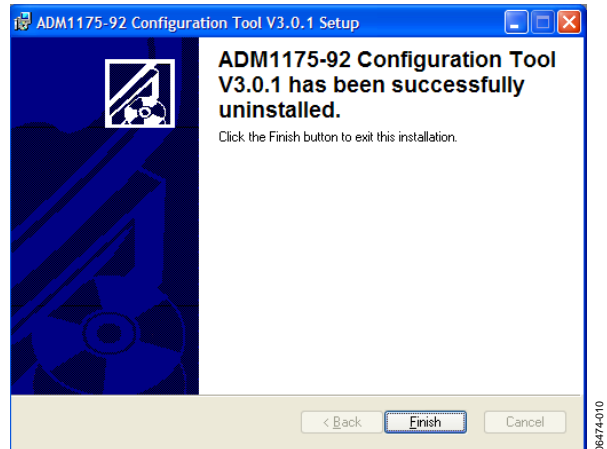 ADM1175-92 Configuration Tool V3.0.1 Setup
ADM1175-92 Configuration Tool
V3.0.1 has been successfully
uninstalled.
Click the Finish button to exit this installation.
< Back
Finish
Cancel
06474-010